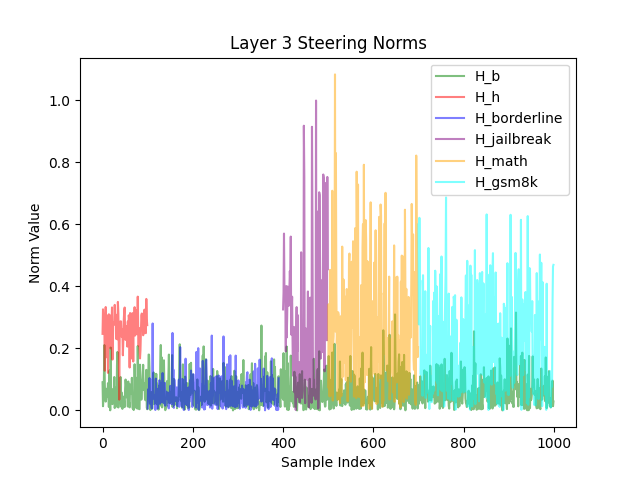 Layer 3 Steering Norms
Norm Value
1.0
0.8
0.6
0.4
0.2
0.0
H_b
H_h
H_borderline
H_jailbreak
H_math
H_gsm8k
0
200
400
600
800
1000
Sample Index